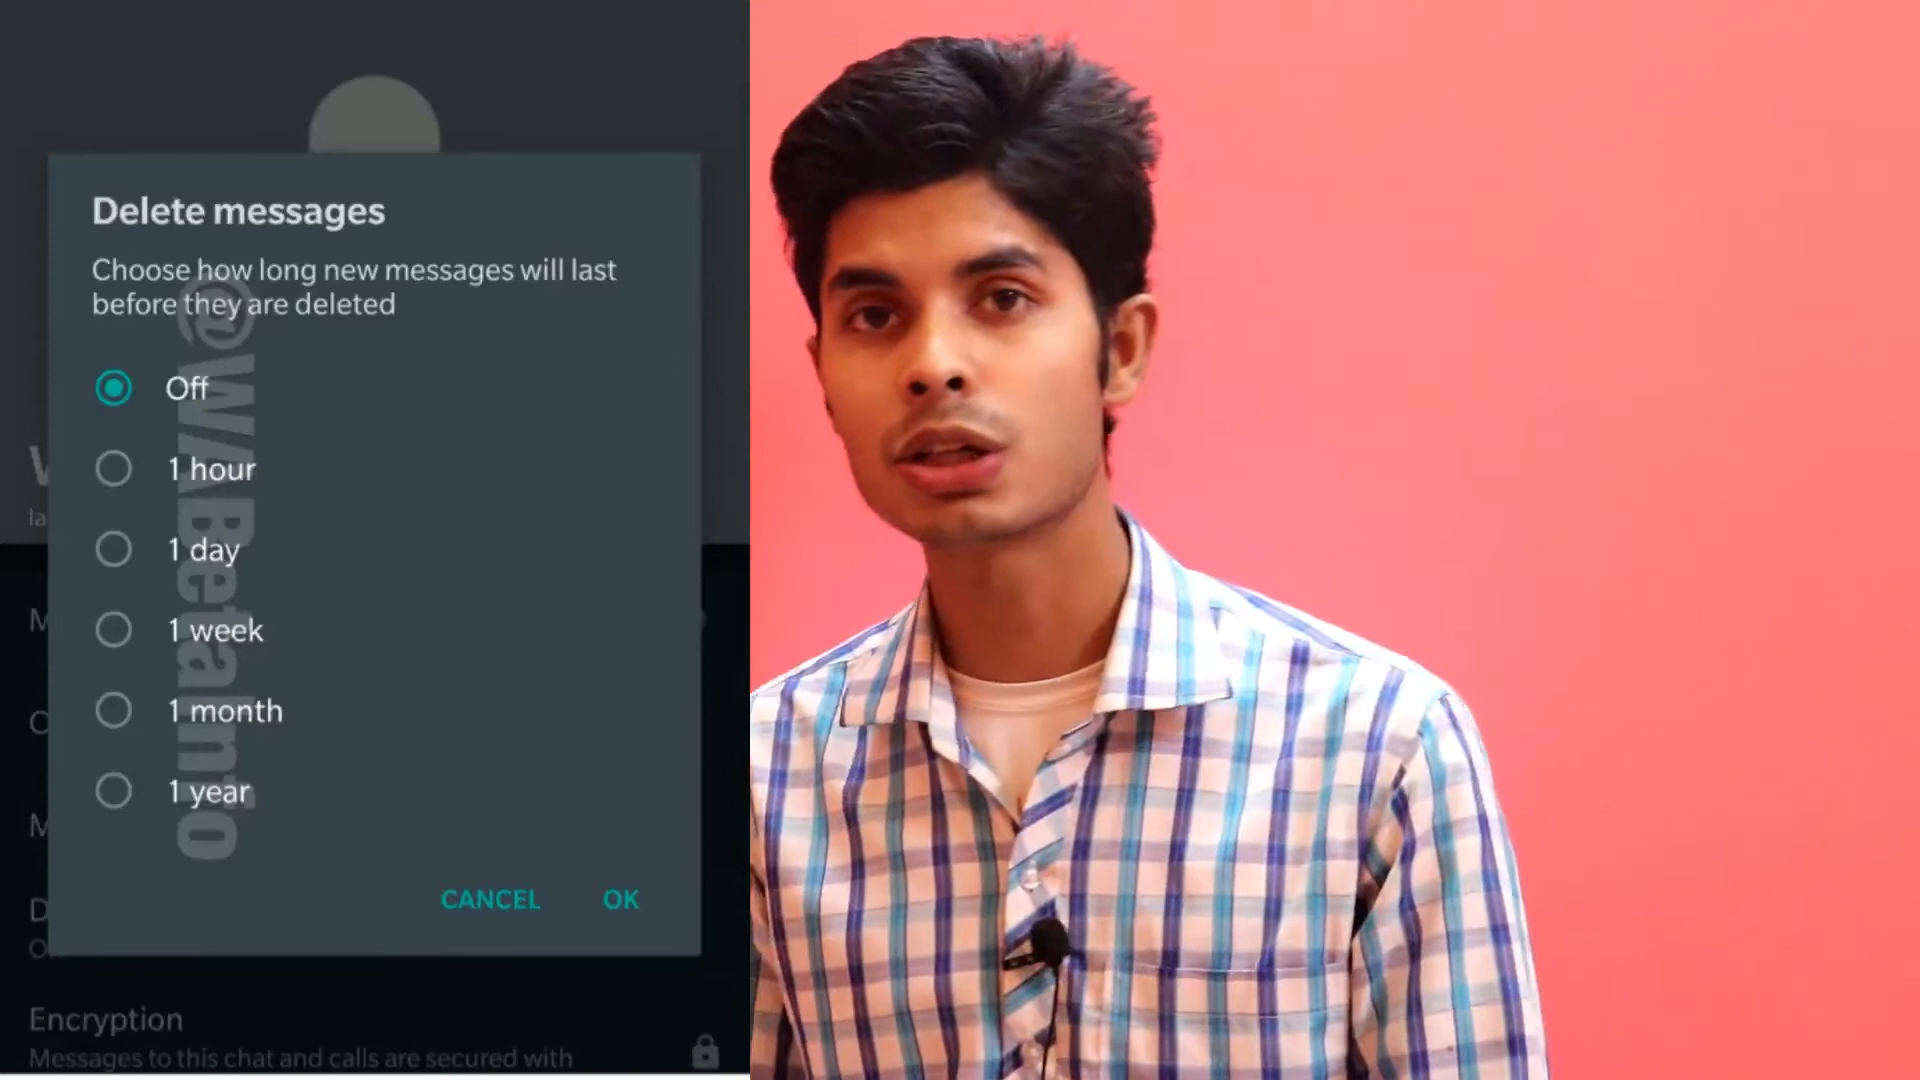 Delete messages
Choose how long new messages will last
before they are deleted
Off
1 hour
1 day
1 week
1 month
1 year
@WABetaInfo
CANCEL
OK
Encryption
Messages to this chat and calls are secured with